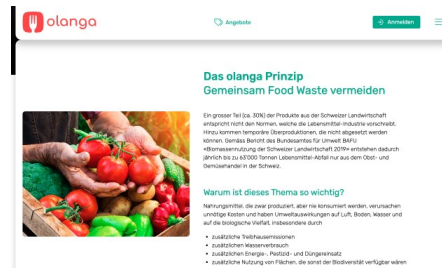 olanga
Angebote
Anmelden
Das olanga Prinzip
Gemeinsam Food Waste vermeiden
Ein grosser Teil (ca. 30%) der Produkte aus der Schweizer Landwirtschaft
entspricht nicht den Normen, welche die Lebensmittel-Industrie vorschreibt.
Hinzu kommen temporäre Überproduktionen, die nicht abgesetzt werden
können. Gemäss Bericht des Bundesamtes für Umwelt BAFU
«Biomassennutzung der Schweizer Landwirtschaft 2019» entstehen dadurch
jährlich bis zu 63'000 Tonnen Lebensmittel-Abfall nur aus dem Obst- und
Gemüsehandel in der Schweiz.
Warum ist dieses Thema so wichtig?
Nahrungsmittel, die zwar produziert, aber nie konsumiert werden, verursachen
unnötige Kosten und haben Umweltauswirkungen auf Luft, Boden, Wasser und
auf die biologische Vielfalt, insbesondere durch
• zusätzliche Treibhausemissionen
• zusätzlichen Wasserverbrauch
• zusätzlichen Energie-, Pestizid- und Düngereinsatz
• zusätzliche Nutzung von Flächen, die sonst der Biodiversität verfügbar wären